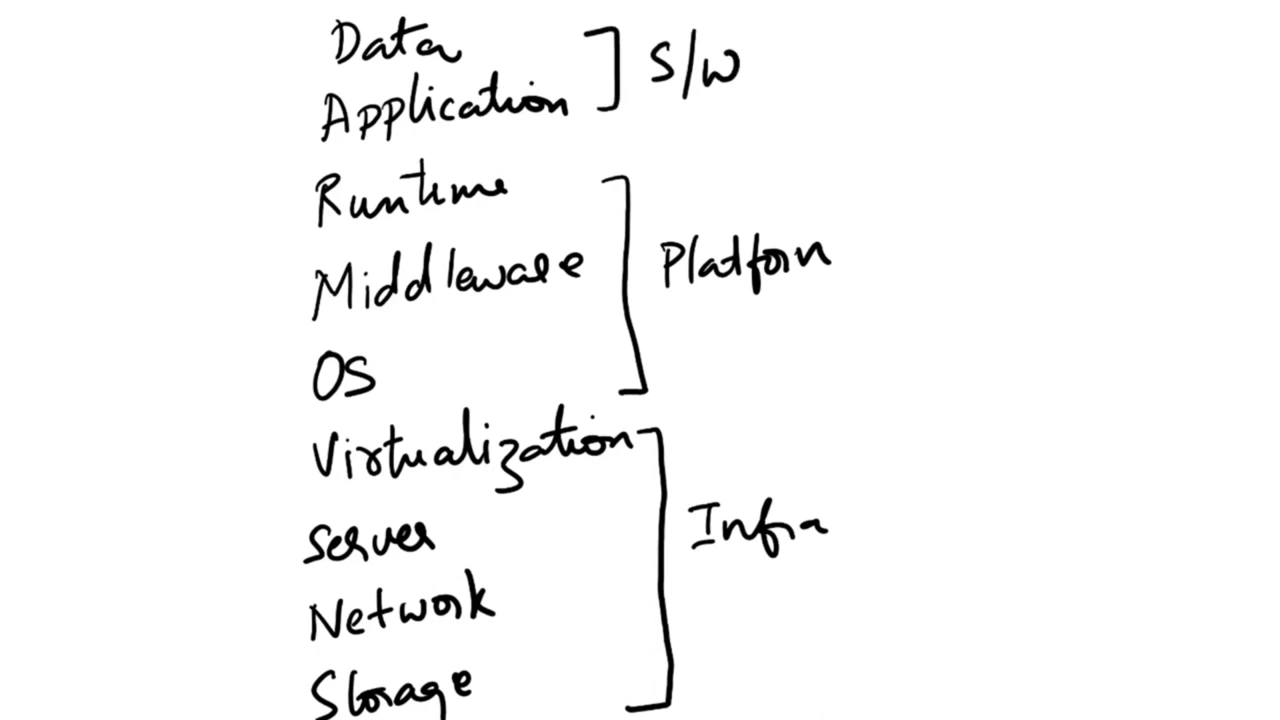 Data
Application
S/W
Runtime
Middleware
OS
Platform
Virtualization
Server
Network
Storage
Infra